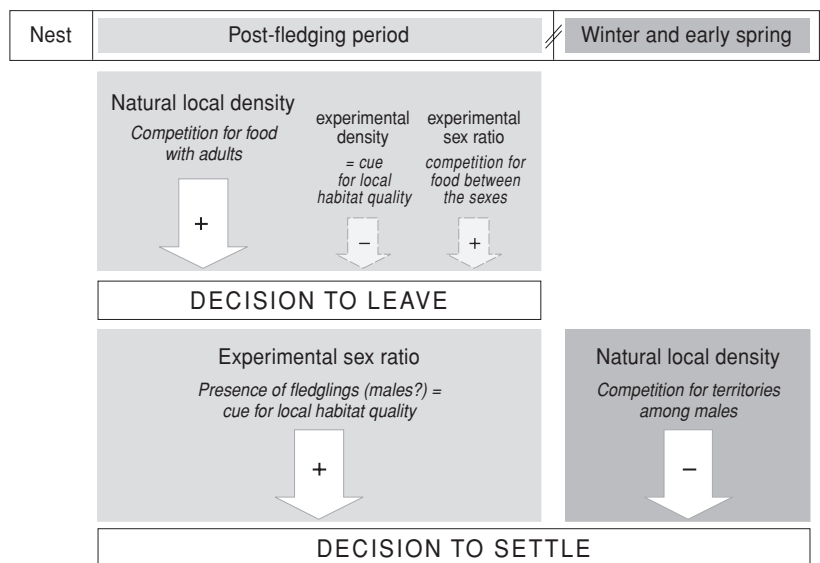 Nest
Post-fledging period
Winter and early spring
Natural local density
Competition for food
with adults
+
experimental
density
= cue
for local
habitat quality
–
experimental
sex ratio
competition for
food between
the sexes
+
DECISION TO LEAVE
Experimental sex ratio
Presence of fledglings (males?) =
cue for local habitat quality
+
Natural local density
Competition for territories
among males
–
DECISION TO SETTLE